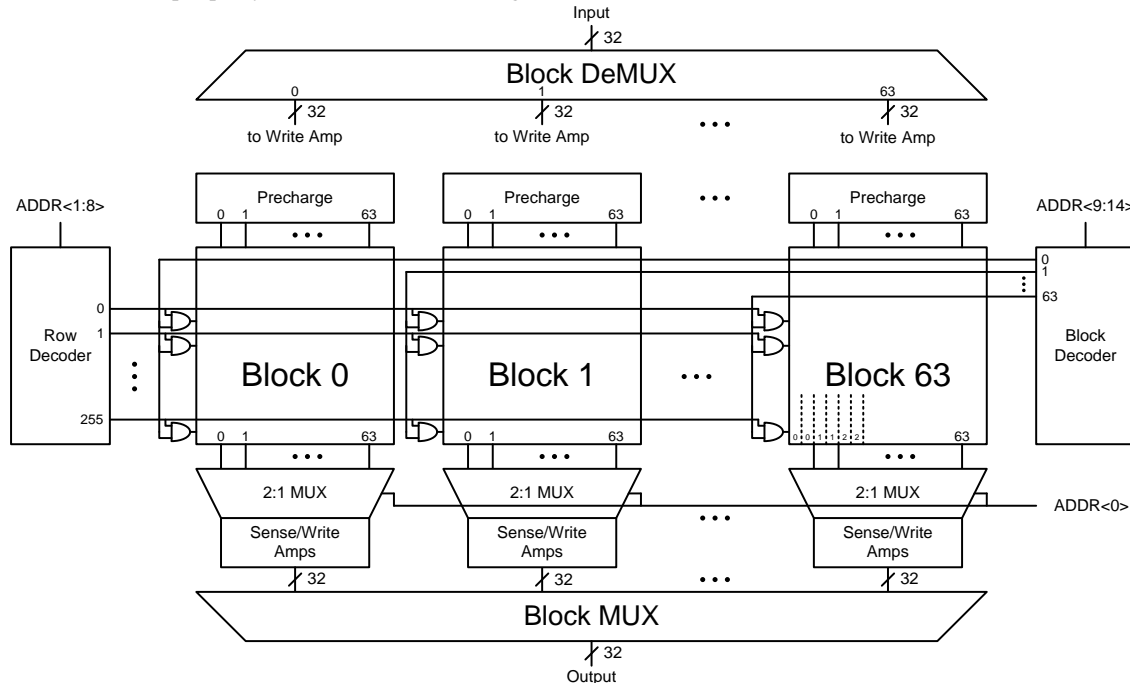 Input
32
Block DeMUX
0 1 63
32 32 32
to Write Amp to Write Amp ••• to Write Amp
Precharge Precharge ••• Precharge
ADDR<1:8> ADDR<9:14>
0 1 ••• 63 0 1 ••• 63 0 1 ••• 63
0
1
63
0
1
255
Row
Decoder
Block
Decoder
Block 0 Block 1 ••• Block 63
0 1 63 0 1 63 0 0 1 1 2 2 63
2:1 MUX 2:1 MUX 2:1 MUX
ADDR<0>
Sense/Write
Amps
Sense/Write
Amps
Sense/Write
Amps
32 32 ••• 32
Block MUX
32
Output